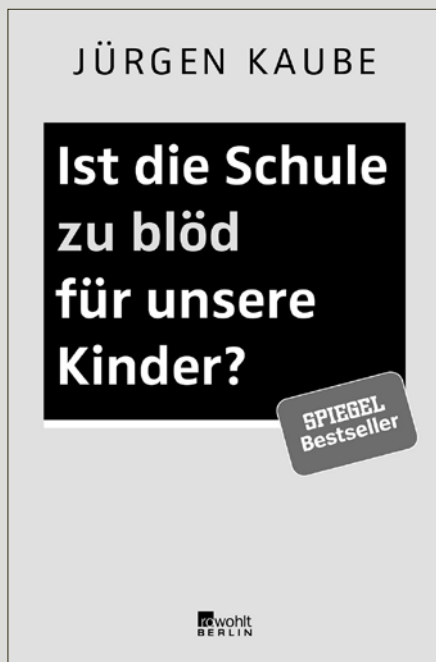 JÜRGEN KAUBE
Ist die Schule
zu blöd
für unsere
Kinder?
SPIEGEL
Bestseller
rowohlt
BERLIN